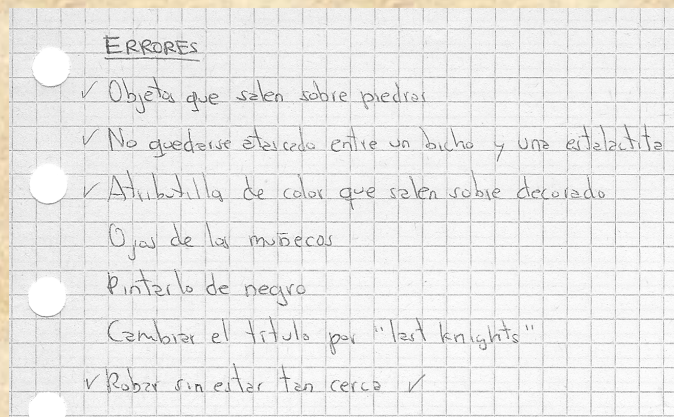 ERRORES
✓ Objetos que salen sobre piedras
✓ No quedarse atascado entre un bicho y una estalactita
✓ Atributillos de color que salen sobre decorado
Ojos de los muñecos
Pintarlo de negro
Cambiar el título por "last knights"
✓ Robar sin estar tan cerca ✓